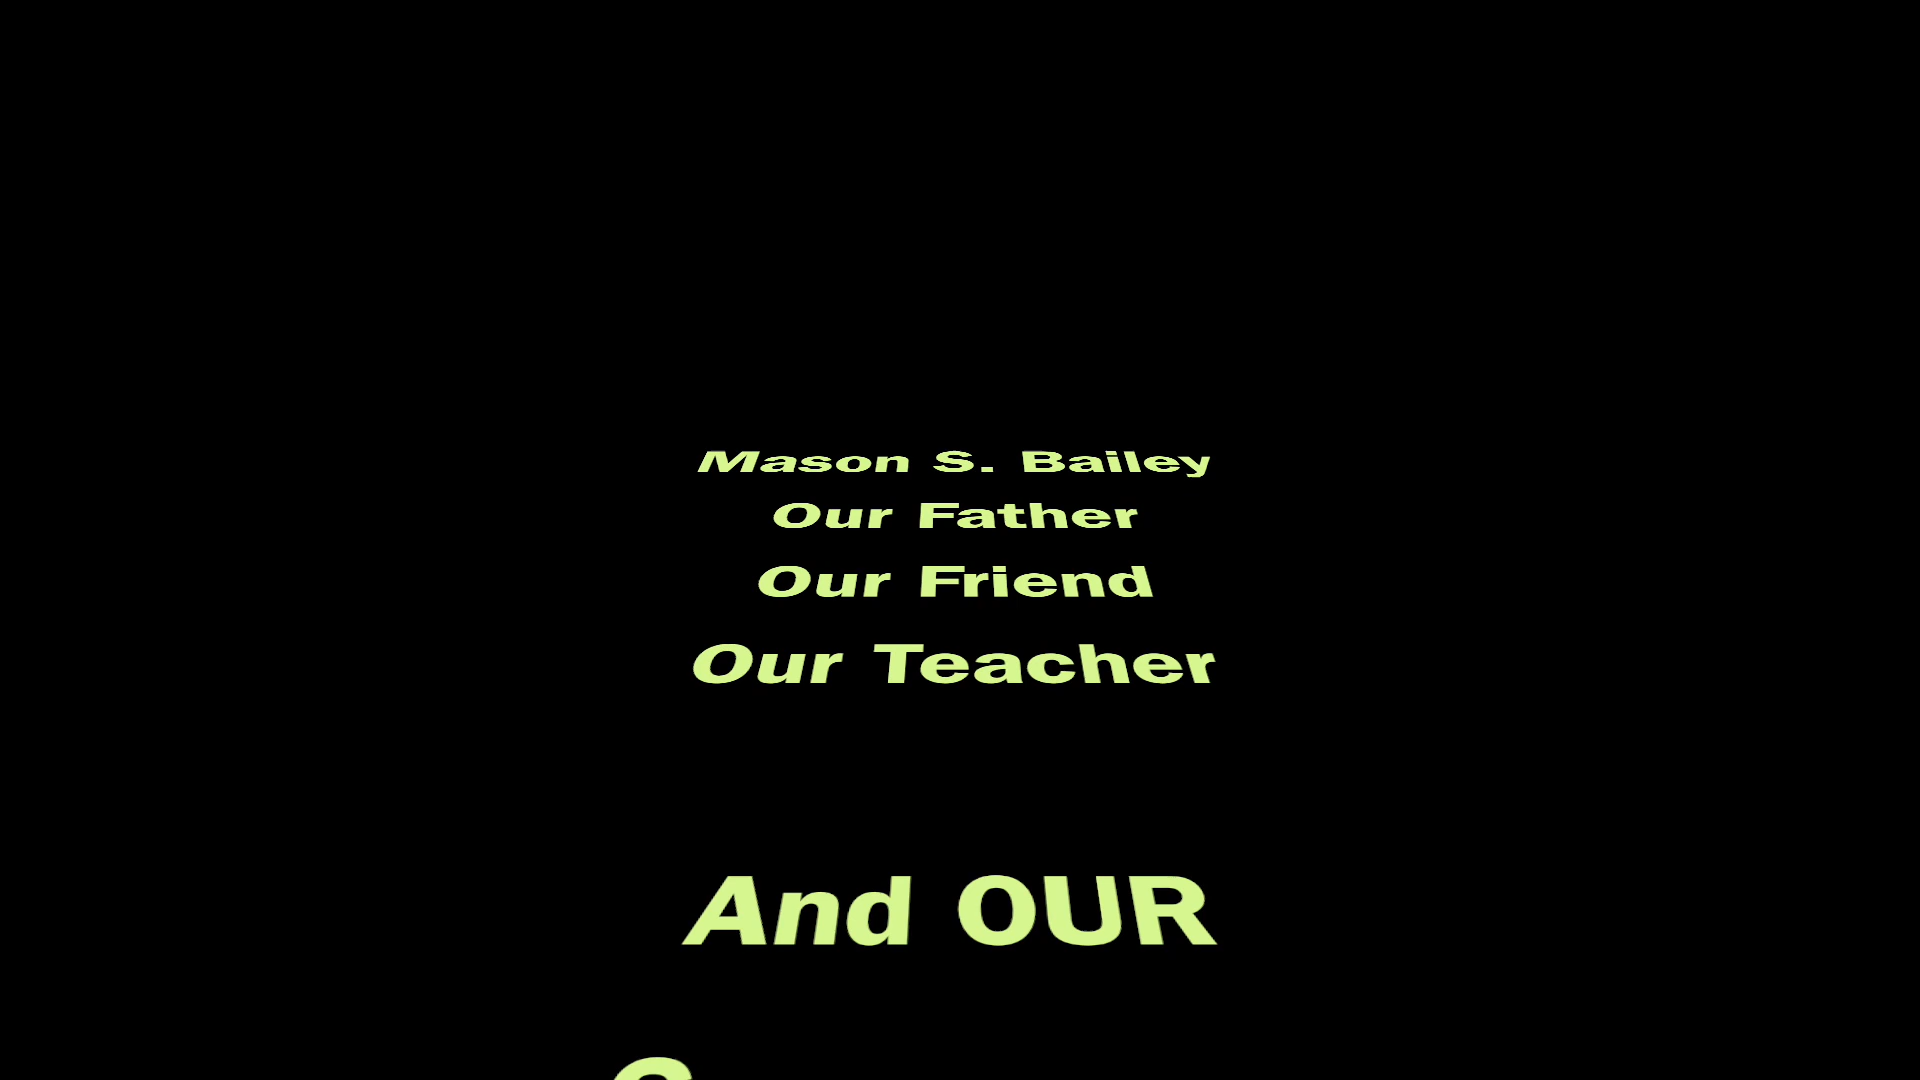 Mason S. Bailey
Our Father
Our Friend
Our Teacher
And OUR